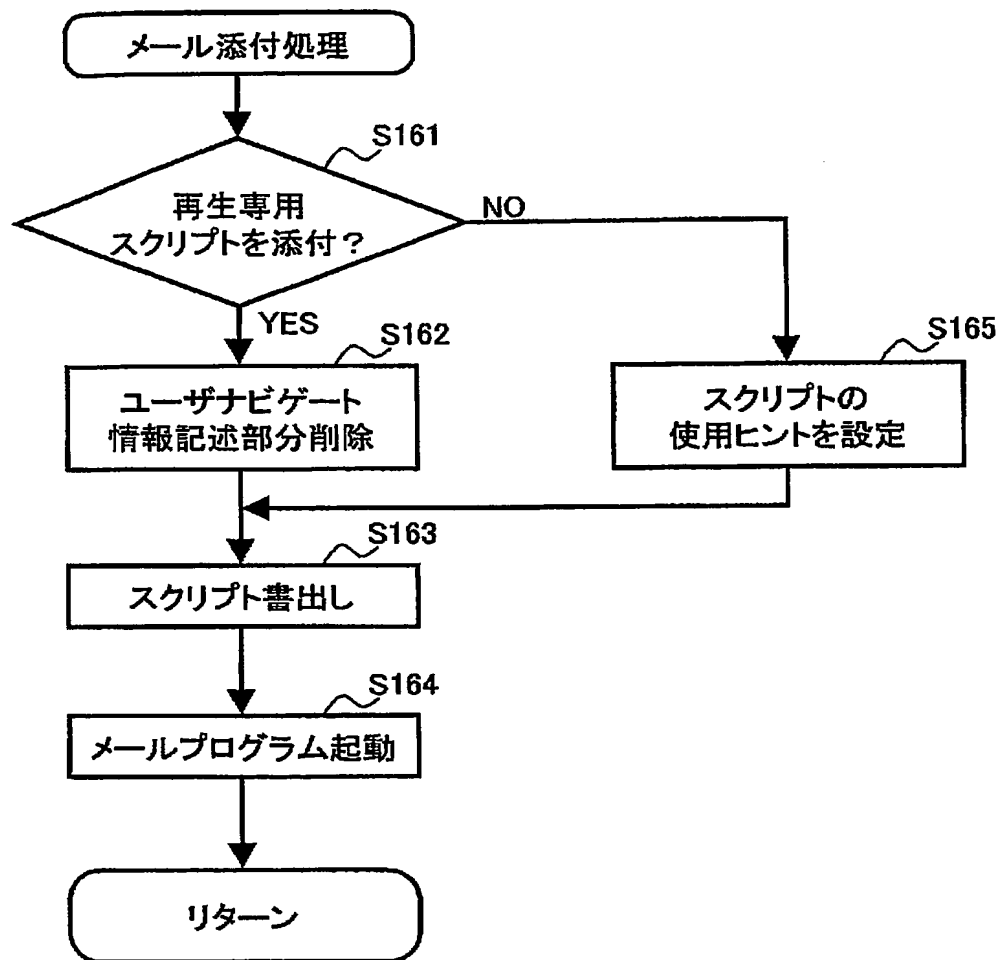 メール添付処理
S161
再生専用
スクリプトを添付？
NO
YES
S162
ユーザナビゲート
情報記述部分削除
S165
スクリプトの
使用ヒントを設定
S163
スクリプト書出し
S164
メールプログラム起動
リターン